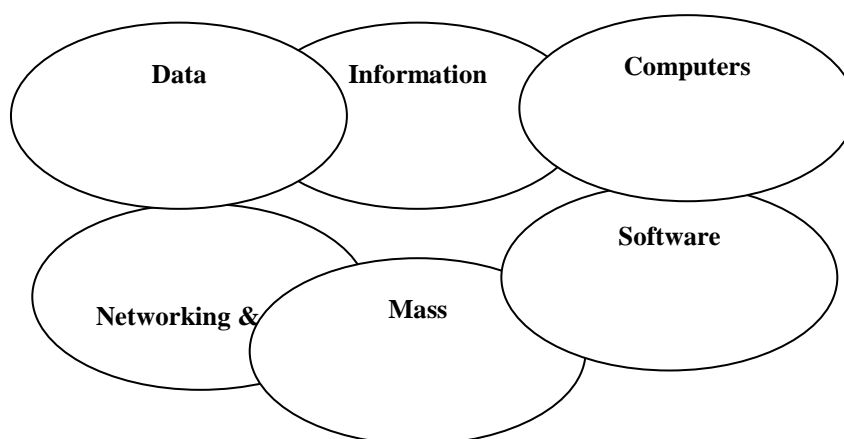 Data
Information
Computers
Software
Networking &
Mass